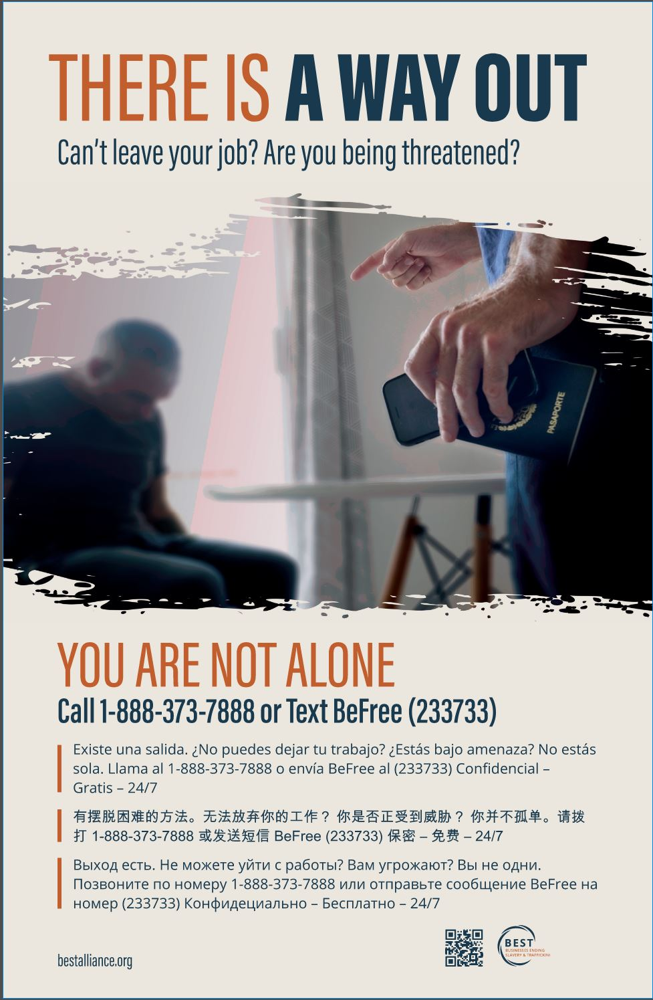 THERE IS A WAY OUT
Can't leave your job? Are you being threatened?
PASAPORTE
YOU ARE NOT ALONE
Call 1-888-373-7888 or Text BeFree (233733)
Existe una salida. ¿No puedes dejar tu trabajo? ¿Estás bajo amenaza? No estás
sola. Llama al 1-888-373-7888 o envía BeFree al (233733) Confidencial –
Gratis – 24/7
有摆脱困难的方法。无法放弃你的工作？ 你是否正受到威胁？ 你并不孤单。请拨
打 1-888-373-7888 或发送短信 BeFree (233733) 保密 – 免费 – 24/7
Выход есть. Не можете уйти с работы? Вам угрожают? Вы не одни.
Позвоните по номеру 1-888-373-7888 или отправьте сообщение BeFree на
номер (233733) Конфидециально – Бесплатно – 24/7
BEST
BUSINESSES ENDING
SLAVERY & TRAFFICKIN
bestalliance.org